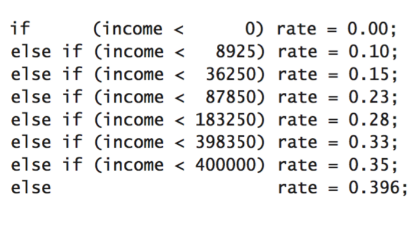 if      (income <      0) rate = 0.00;
else if (income <   8925) rate = 0.10;
else if (income <  36250) rate = 0.15;
else if (income <  87850) rate = 0.23;
else if (income < 183250) rate = 0.28;
else if (income < 398350) rate = 0.33;
else if (income < 400000) rate = 0.35;
else                      rate = 0.396;